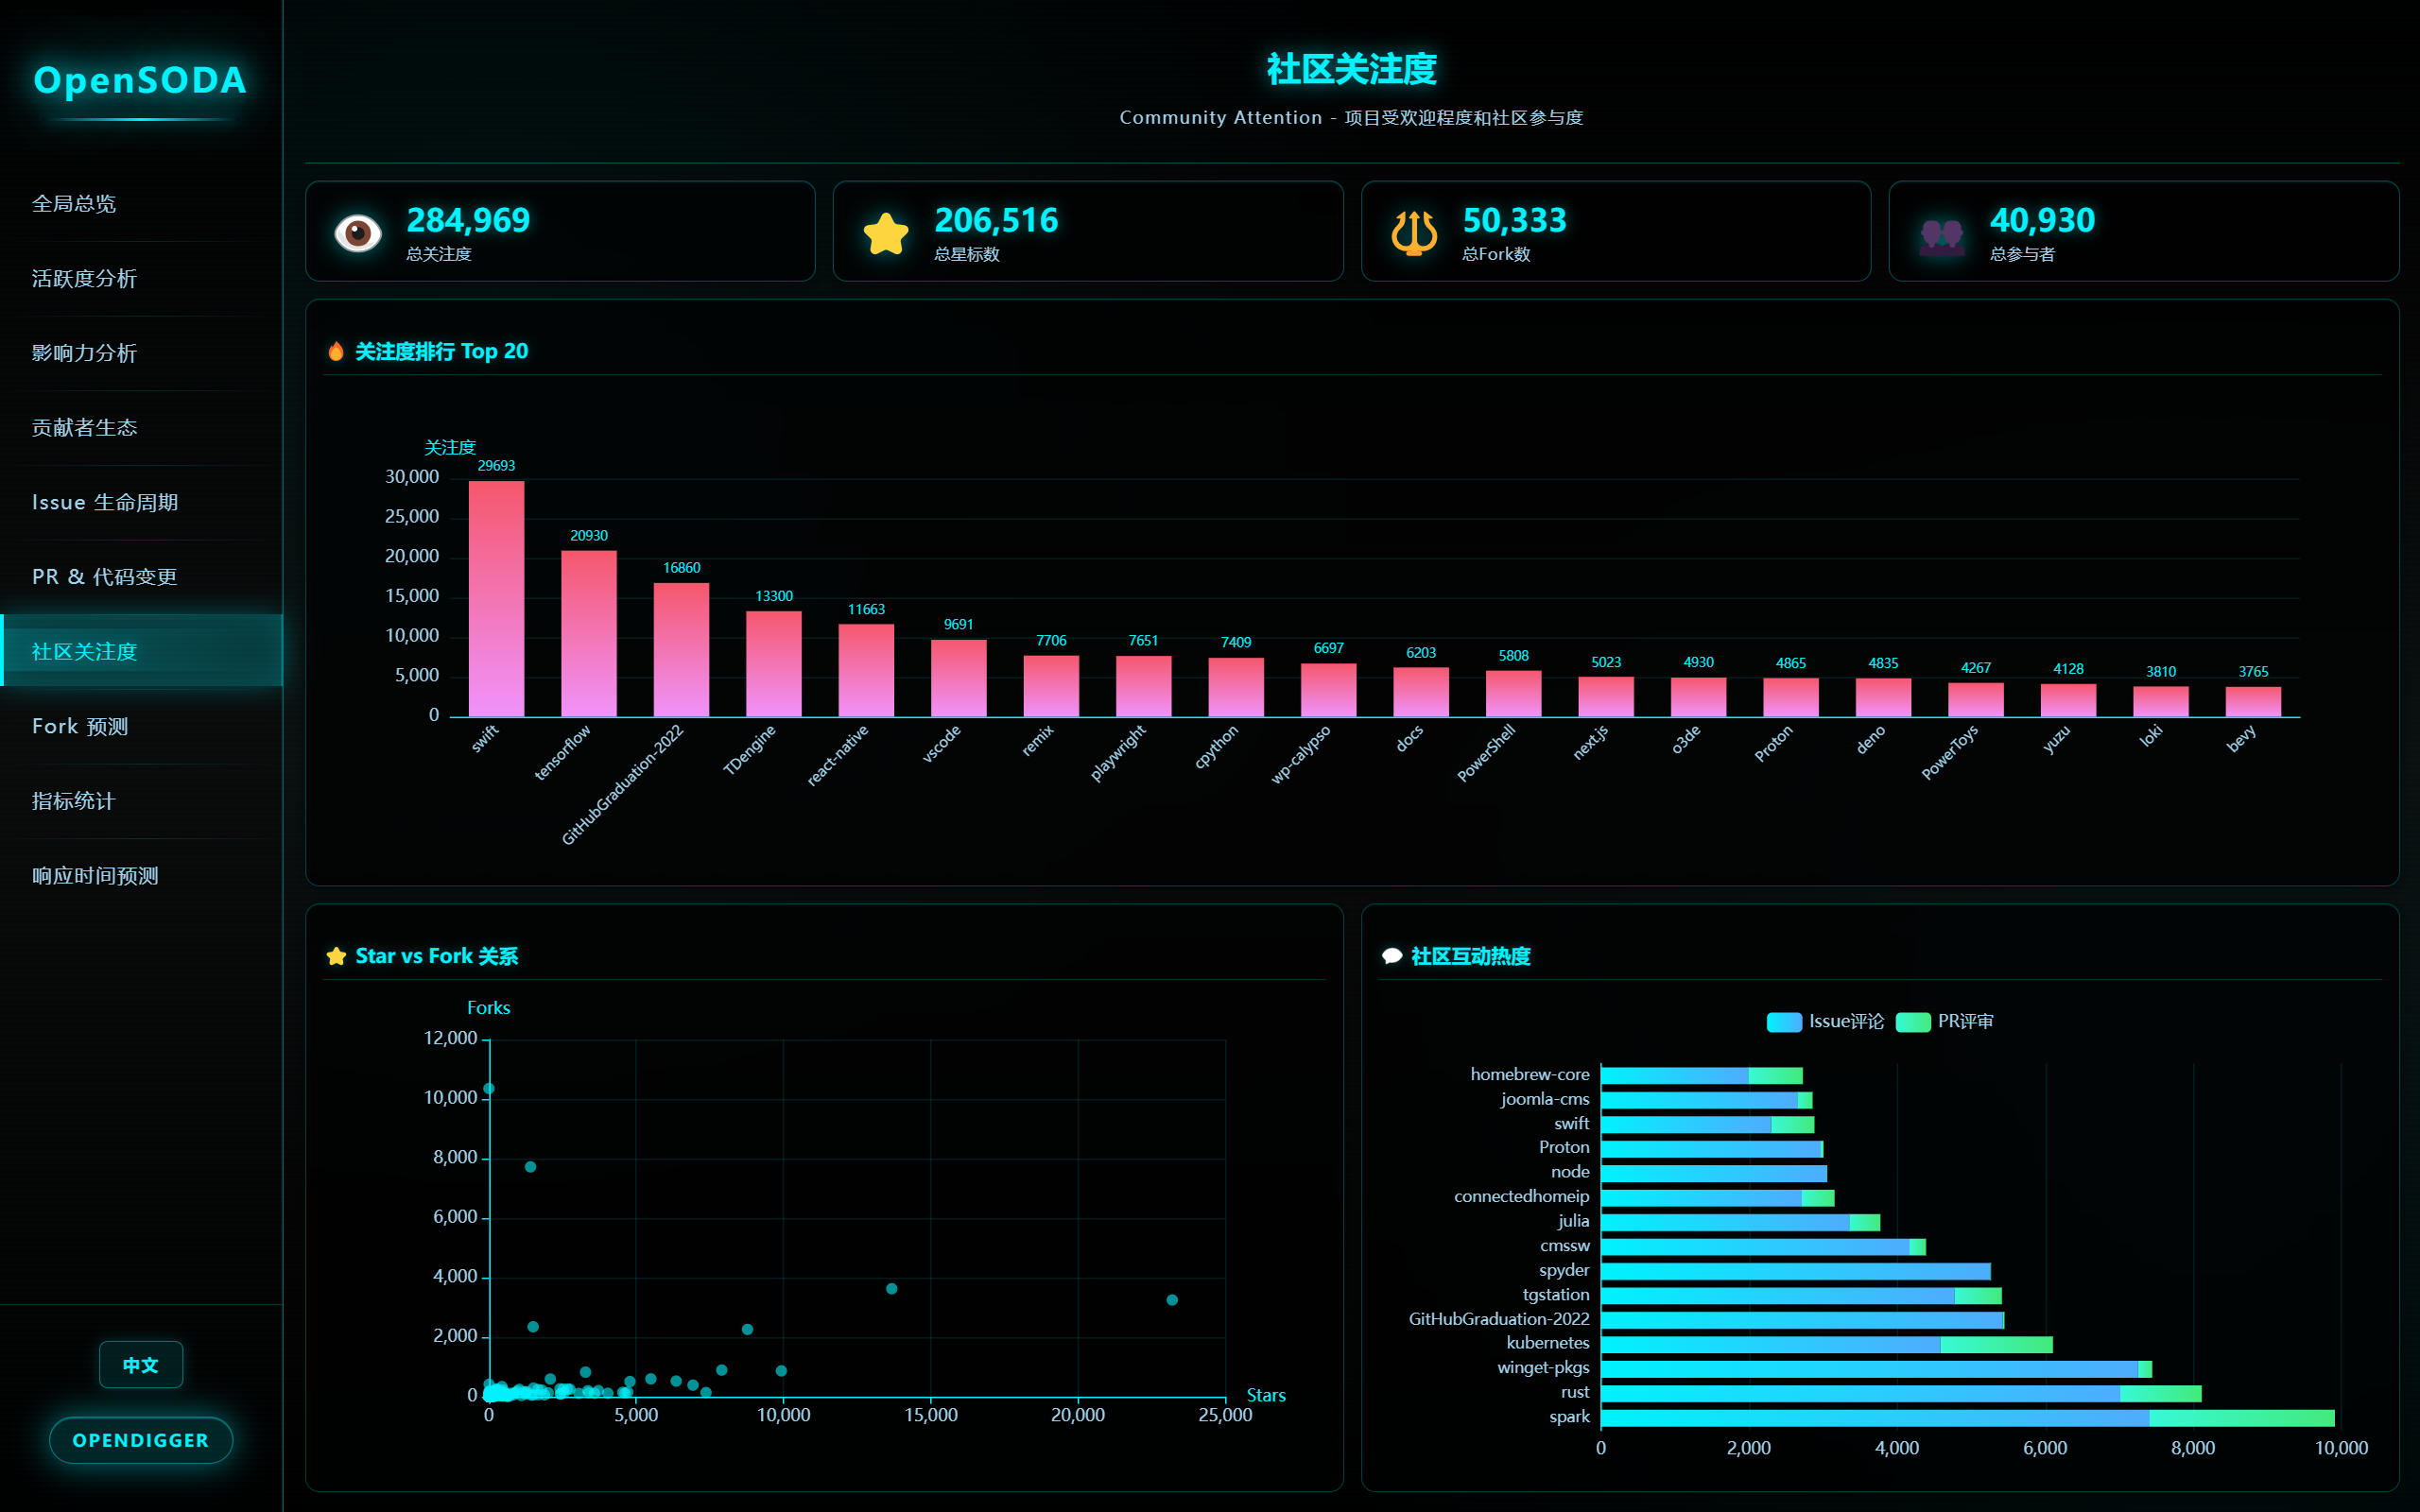 OpenSODA
全局总览
活跃度分析
影响力分析
贡献者生态
Issue 生命周期
PR & 代码变更
社区关注度
Fork 预测
指标统计
响应时间预测
中文
OPENDIGGER
社区关注度
Community Attention - 项目受欢迎程度和社区参与度
284,969
总关注度
206,516
总星标数
50,333
总Fork数
40,930
总参与者
关注度排行 Top 20
关注度
30,000
25,000
20,000
15,000
10,000
5,000
0
29693
20930
16860
13300
11663
9691
7706
7651
7409
6697
6203
5808
5023
4930
4865
4835
4267
4128
3810
3765
swift
tensorflow
GitHubGraduation-2022
TDengine
react-native
vscode
remix
playwright
cpython
wp-calypso
docs
PowerShell
next.js
o3de
Proton
deno
PowerToys
yuzu
loki
bevy
Star vs Fork 关系
Forks
12,000
10,000
8,000
6,000
4,000
2,000
0
0
5,000
10,000
15,000
20,000
25,000
Stars
社区互动热度
Issue评论
PR评审
homebrew-core
joomla-cms
swift
Proton
node
connectedhomeip
julia
cmssw
spyder
tgstation
GitHubGraduation-2022
kubernetes
winget-pkgs
rust
spark
0
2,000
4,000
6,000
8,000
10,000